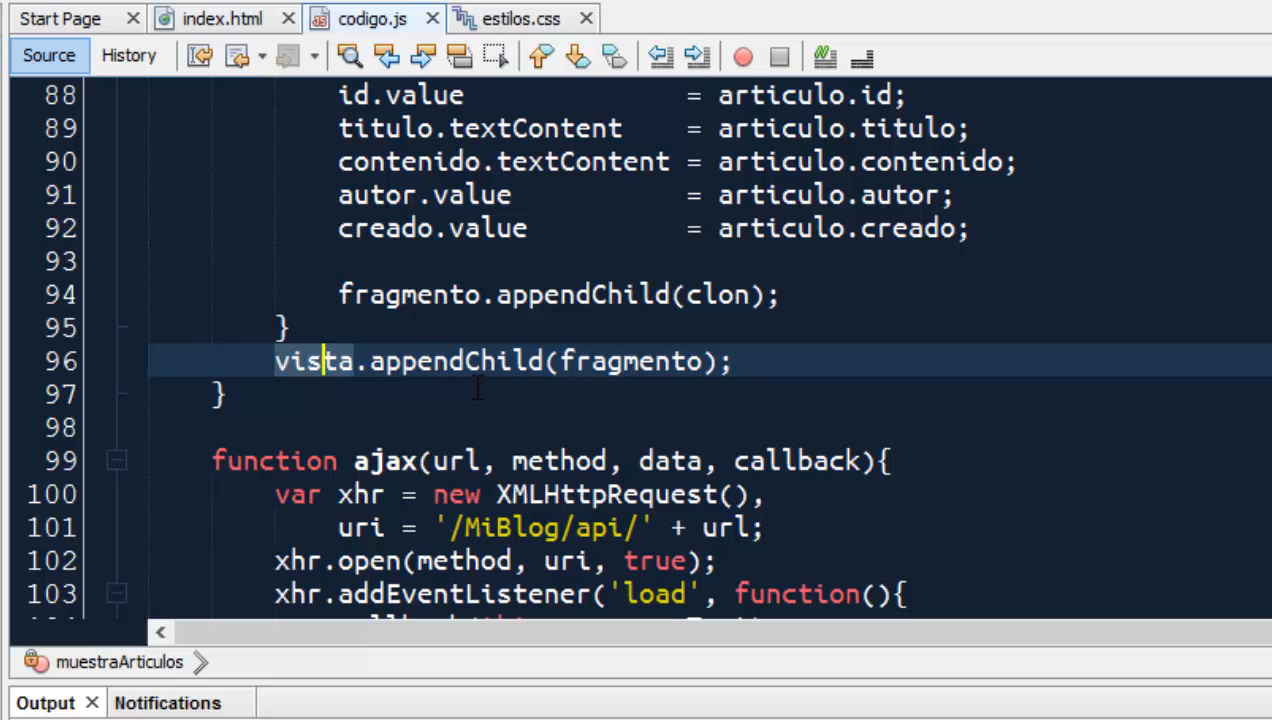 Start Page index.html codigo.js estilos.css
Source History
88 id.value = articulo.id;
89 titulo.textContent = articulo.titulo;
90 contenido.textContent = articulo.contenido;
91 autor.value = articulo.autor;
92 creado.value = articulo.creado;
93
94 fragmento.appendChild(clon);
95 }
96 vista.appendChild(fragmento);
97 }
98
99 function ajax(url, method, data, callback){
100 var xhr = new XMLHttpRequest(),
101 uri = '/MiBlog/api/' + url;
102 xhr.open(method, uri, true);
103 xhr.addEventListener('load', function(){
muestraArticulos
Output Notifications